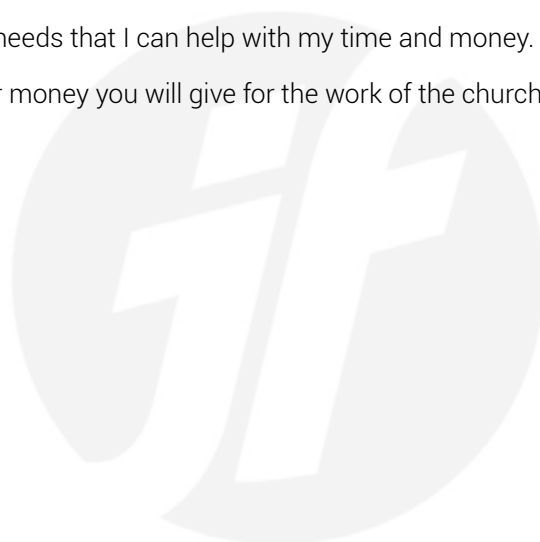 needs that I can help with my time and money.
money you will give for the work of the church
jf